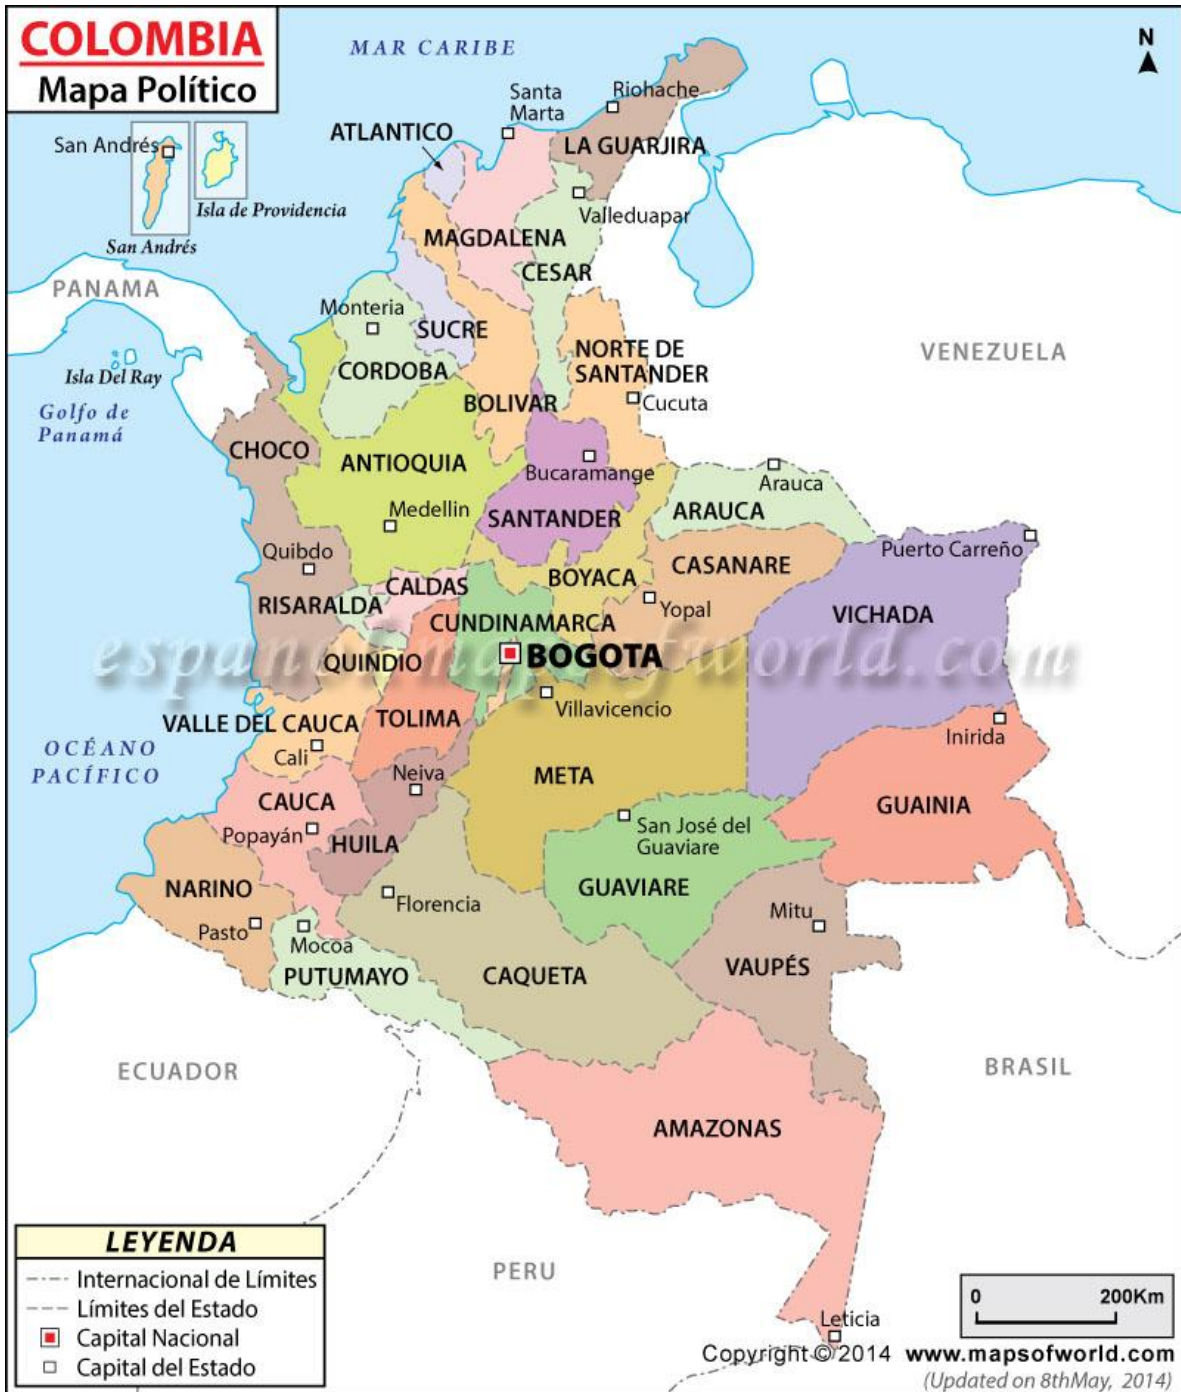 COLOMBIA
Mapa Político
N
MAR CARIBE
Santa
Marta
Riohache
ATLANTICO
LA GUARJIRA
San Andrés
Isla de Providencia
San Andrés
Valleduapar
MAGDALENA
CESAR
PANAMA
Monteria
SUCRE
NORTE DE
SANTANDER
VENEZUELA
Isla Del Ray
CORDOBA
BOLIVAR
Cucuta
Golfo de
Panamá
CHOCO
ANTIOQUIA
Bucaramange
Arauca
Medellin
SANTANDER
ARAUCA
Quibdo
Puerto Carreño
CALDAS
BOYACA
CASANARE
RISARALDA
Yopal
VICHADA
CUNDINAMARCA
espanol.mapsofworld.com
QUINDIO
BOGOTA
Villavicencio
VALLE DEL CAUCA
TOLIMA
Cali
Inirida
OCÉANO
PACÍFICO
Neiva
META
CAUCA
GUAINIA
Popayán
San José del
Guaviare
HUILA
NARINO
Florencia
GUAVIARE
Mitu
Pasto
Mocoa
PUTUMAYO
CAQUETA
VAUPÉS
ECUADOR
BRASIL
AMAZONAS
PERU
LEYENDA
Internacional de Límites
Límites del Estado
Capital Nacional
Capital del Estado
0 200Km
Leticia
Copyright © 2014 www.mapsofworld.com
(Updated on 8thMay, 2014)